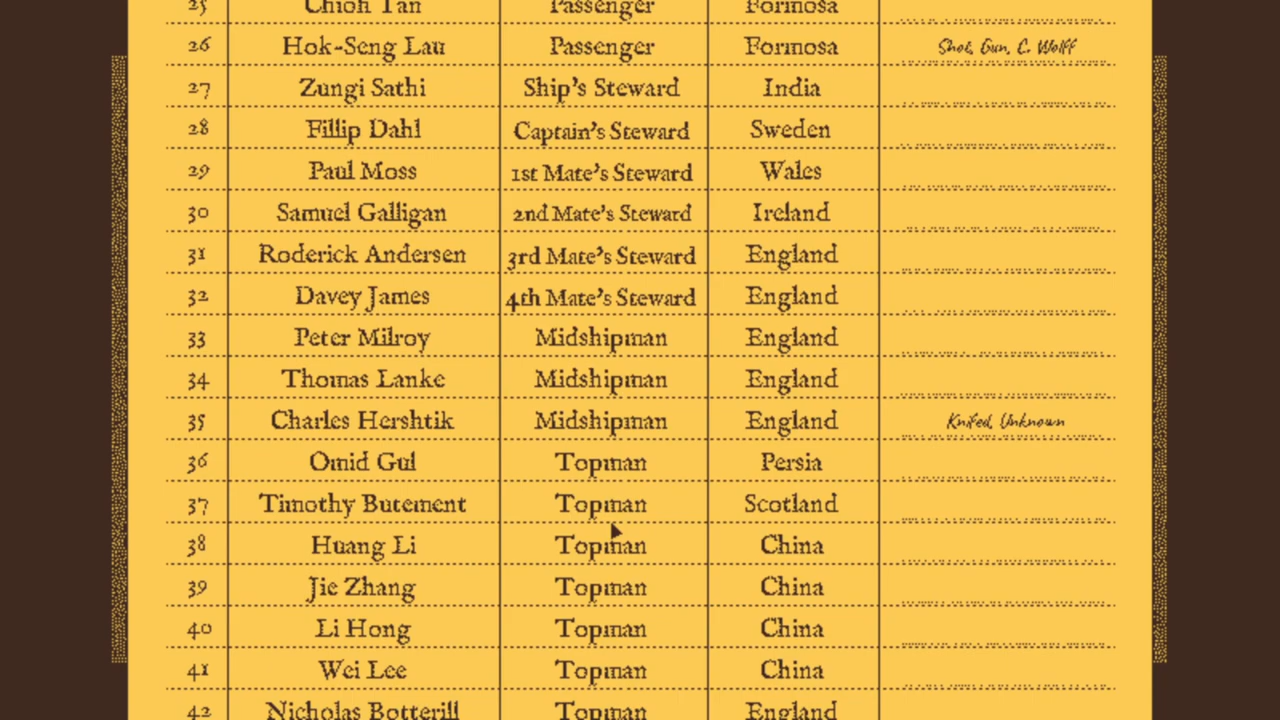 25 Chioh Tan Passenger Formosa
26 Hok-Seng Lau Passenger Formosa Shot, Gun, C. Wolff
27 Zungi Sathi Ship's Steward India
28 Fillip Dahl Captain's Steward Sweden
29 Paul Moss 1st Mate's Steward Wales
30 Samuel Galligan 2nd Mate's Steward Ireland
31 Roderick Andersen 3rd Mate's Steward England
32 Davey James 4th Mate's Steward England
33 Peter Milroy Midshipman England
34 Thomas Lanke Midshipman England
35 Charles Hershtik Midshipman England Knifed, Unknown
36 Omid Gul Topman Persia
37 Timothy Butement Topman Scotland
38 Huang Li Topman China
39 Jie Zhang Topman China
40 Li Hong Topman China
41 Wei Lee Topman China
42 Nicholas Botterill Topman England